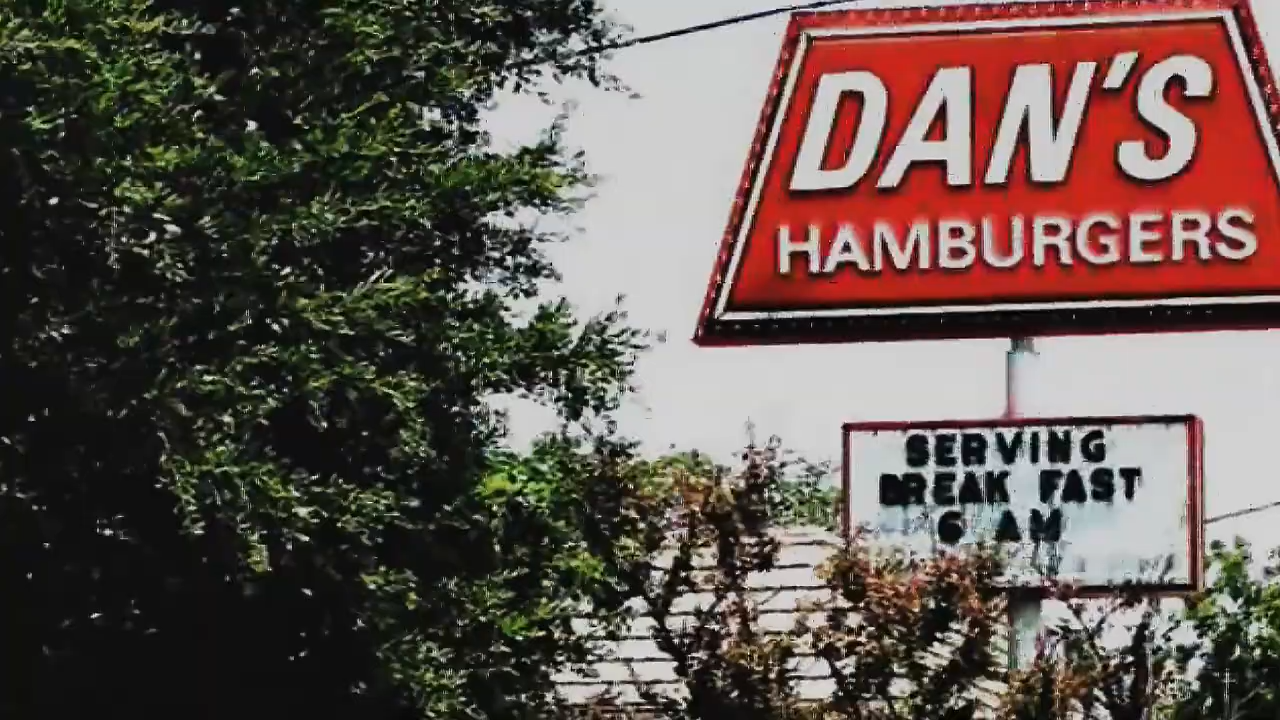 DAN'S
HAMBURGERS
SERVING
BREAK FAST
6 AM